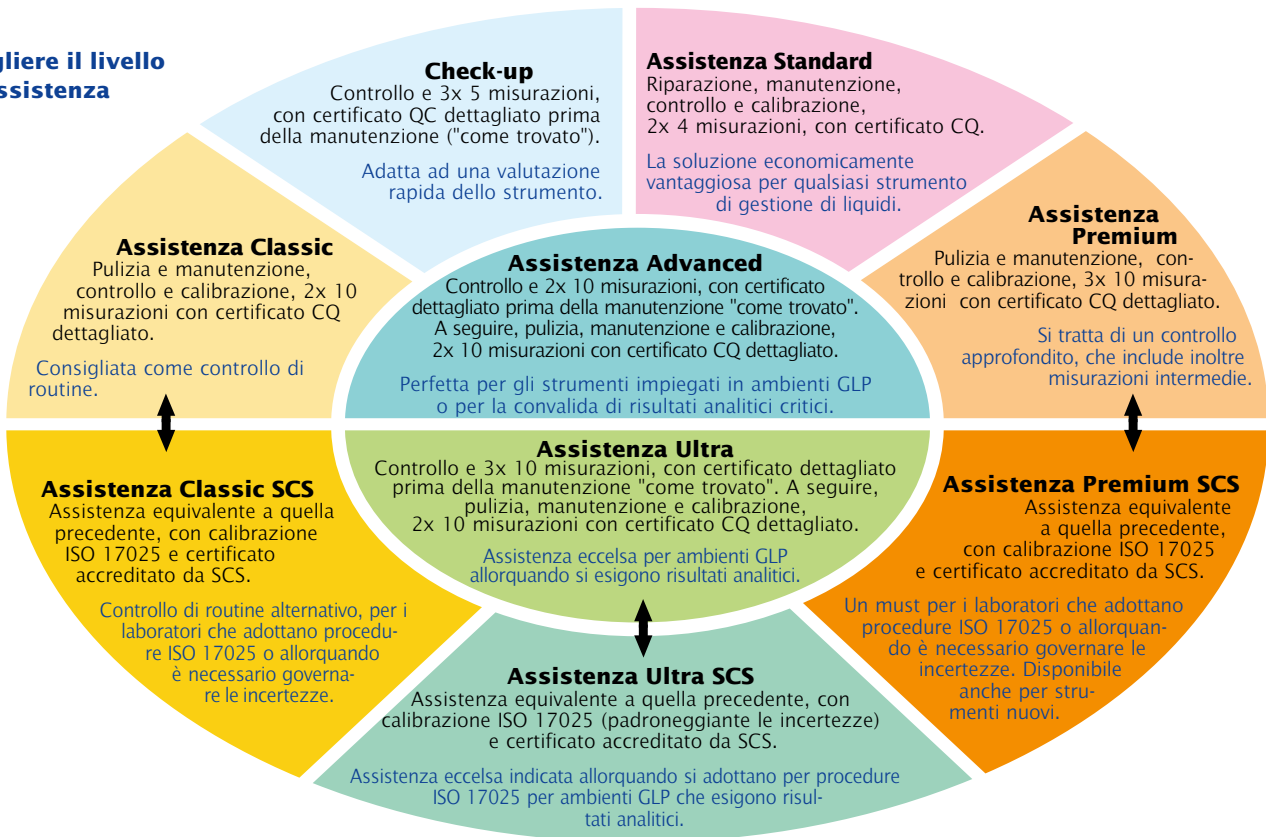 gliere il livello
ssistenza
Check-up
Controllo e 3x 5 misurazioni,
con certificato QC dettagliato prima
della manutenzione ("come trovato").
Adatta ad una valutazione
rapida dello strumento.
Assistenza Standard
Riparazione, manutenzione,
controllo e calibrazione,
2x 4 misurazioni, con certificato CQ.
La soluzione economicamente
vantaggiosa per qualsiasi strumento
di gestione di liquidi.
Assistenza Classic
Pulizia e manutenzione,
controllo e calibrazione, 2x 10
misurazioni con certificato CQ
dettagliato.
Consigliata come controllo di
routine.
Assistenza Advanced
Controllo e 2x 10 misurazioni, con certificato
dettagliato prima della manutenzione "come trovato".
A seguire, pulizia, manutenzione e calibrazione,
2x 10 misurazioni con certificato CQ dettagliato.
Perfetta per gli strumenti impiegati in ambienti GLP
o per la convalida di risultati analitici critici.
Assistenza
Premium
Pulizia e manutenzione, con-
trollo e calibrazione, 3x 10 misura-
zioni con certificato CQ dettagliato.
Si tratta di un controllo
approfondito, che include inoltre
misurazioni intermedie.
Assistenza Classic SCS
Assistenza equivalente a quella
precedente, con calibrazione
ISO 17025 e certificato
accreditato da SCS.
Controllo di routine alternativo, per i
laboratori che adottano procedu-
re ISO 17025 o allorquando
è necessario governa-
re le incertezze.
Assistenza Ultra
Controllo e 3x 10 misurazioni, con certificato dettagliato
prima della manutenzione "come trovato". A seguire,
pulizia, manutenzione e calibrazione,
2x 10 misurazioni con certificato CQ dettagliato.
Assistenza eccelsa per ambienti GLP
allorquando si esigono risultati analitici.
Assistenza Premium SCS
Assistenza equivalente
a quella precedente,
con calibrazione ISO 17025
e certificato accreditato da SCS.
Un must per i laboratori che adottano
procedure ISO 17025 o allorquan-
do è necessario governare le
incertezze. Disponibile
anche per stru-
menti nuovi.
Assistenza Ultra SCS
Assistenza equivalente a quella precedente, con
calibrazione ISO 17025 (padroneggiante le incertezze)
e certificato accreditato da SCS.
Assistenza eccelsa indicata allorquando si adottano per procedure
ISO 17025 per ambienti GLP che esigono risul-
tati analitici.